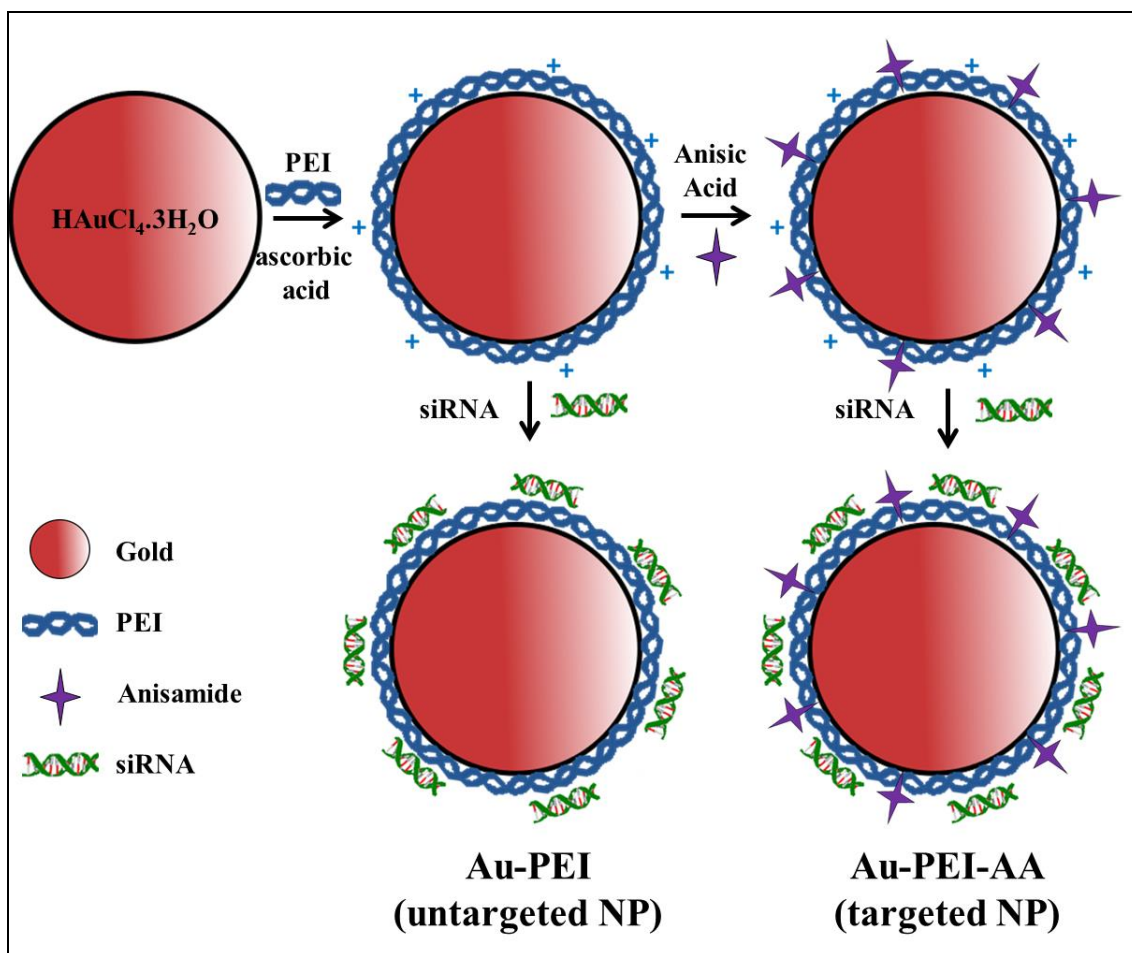 HAuCl₄.3H₂O
PEI
ascorbic
acid
+
+
+
+
+
+
+
+
Anisic
Acid
+
+
+
+
+
+
+
siRNA
siRNA
Gold
PEI
Anisamide
siRNA
Au-PEI
(untargeted NP)
Au-PEI-AA
(targeted NP)